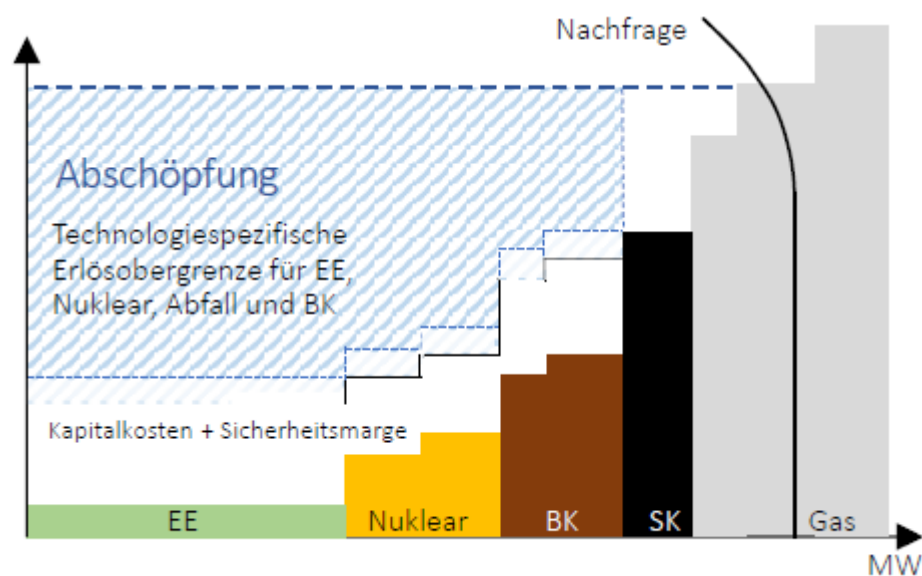 Nachfrage
Abschöpfung
Technologiespezifische
Erlösobergrenze für EE,
Nuklear, Abfall und BK
Kapitalkosten + Sicherheitsmarge
EE
Nuklear
BK
SK
Gas
MW